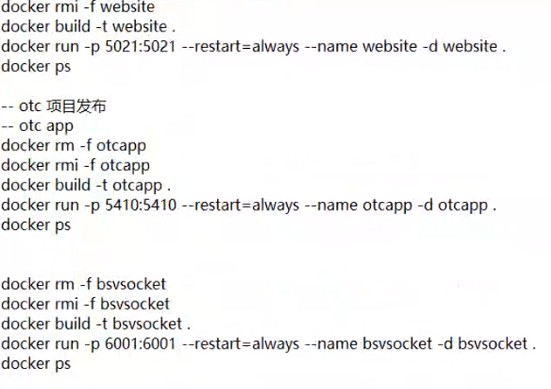 docker rmi -f website
docker build -t website .
docker run -p 5021:5021 --restart=always --name website -d website .
docker ps
-- otc 项目发布
-- otc app
docker rm -f otcapp
docker rmi -f otcapp
docker build -t otcapp .
docker run -p 5410:5410 --restart=always --name otcapp -d otcapp .
docker ps
docker rm -f bsvsocket
docker rmi -f bsvsocket
docker build -t bsvsocket .
docker run -p 6001:6001 --restart=always --name bsvsocket -d bsvsocket .
docker ps